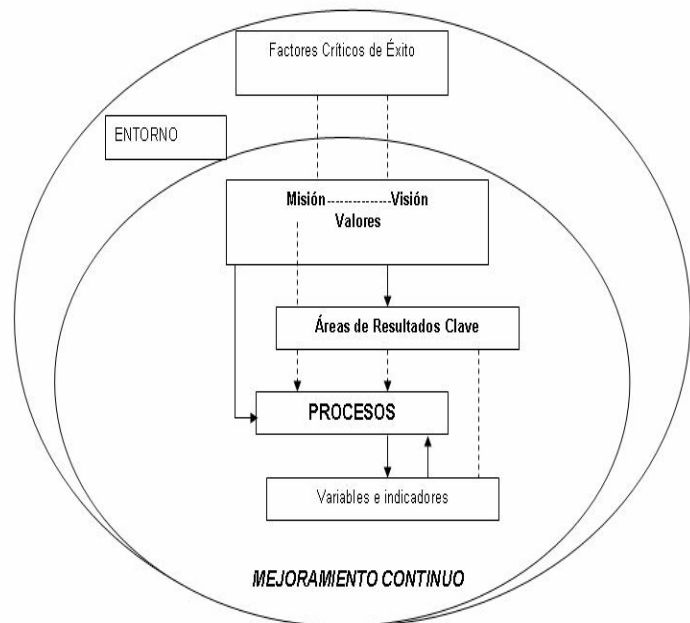 Factores Críticos de Éxito
ENTORNO
Misión-------------Visión
Valores
Áreas de Resultados Clave
PROCESOS
Variables e indicadores
MEJORAMIENTO CONTINUO